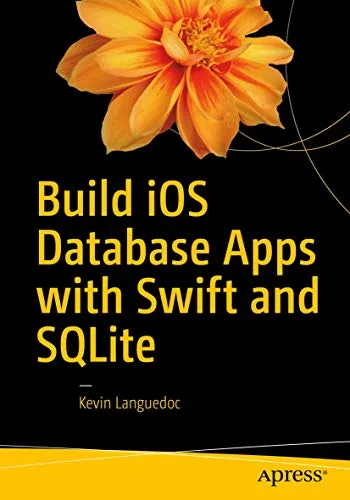 Build iOS
Database Apps
with Swift and
SQLite
—
Kevin Languedoc
Apress®